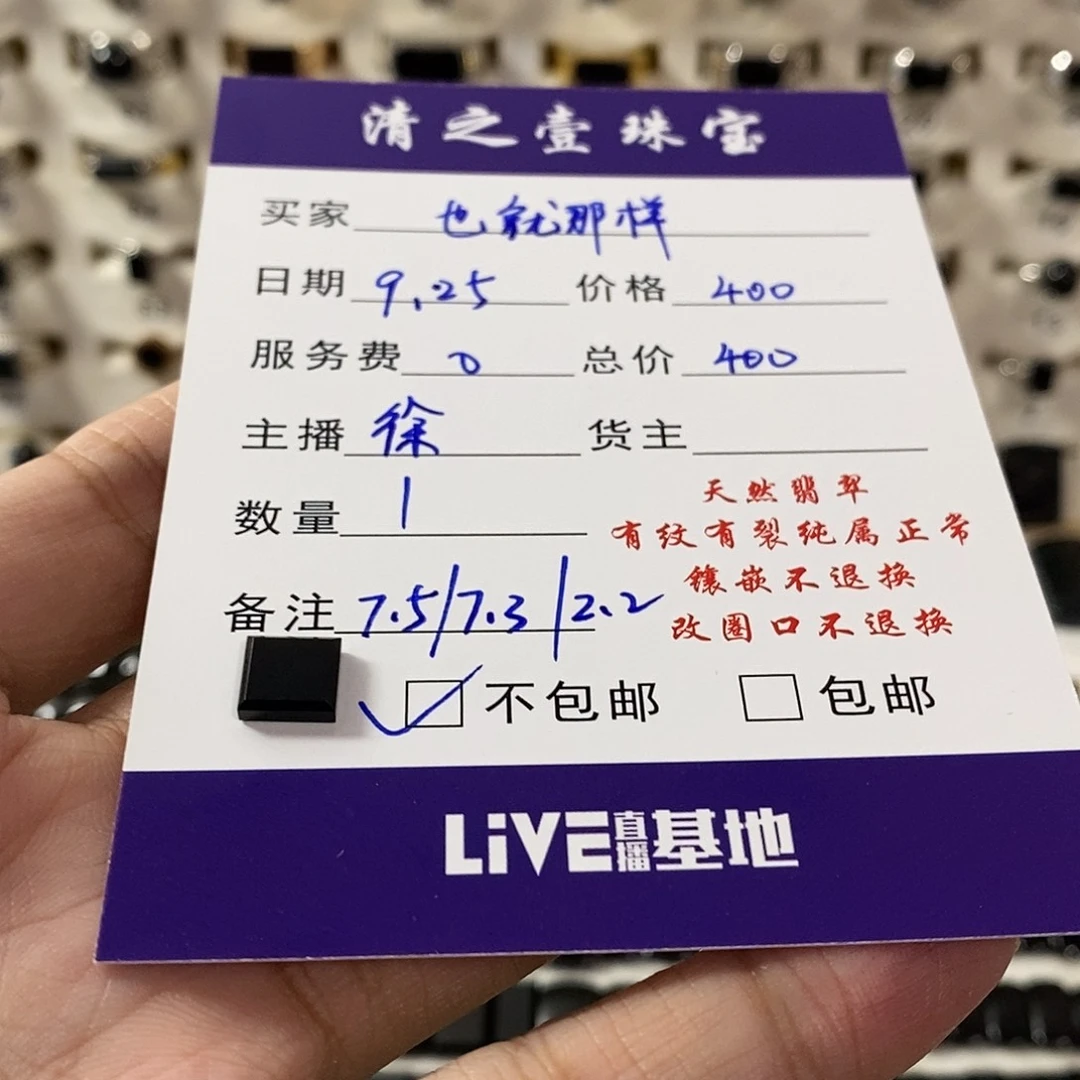 清之壹珠宝
买家 也就那样
日期 9.25 价格 400
服务费 0 总价 400
主播 徐 货主
数量 1
天然翡翠
有纹有裂纯属正常
镶嵌不退换
改圈口不退换
备注 7.5/7.3/2.2
不包邮 包邮
LiVE直播基地